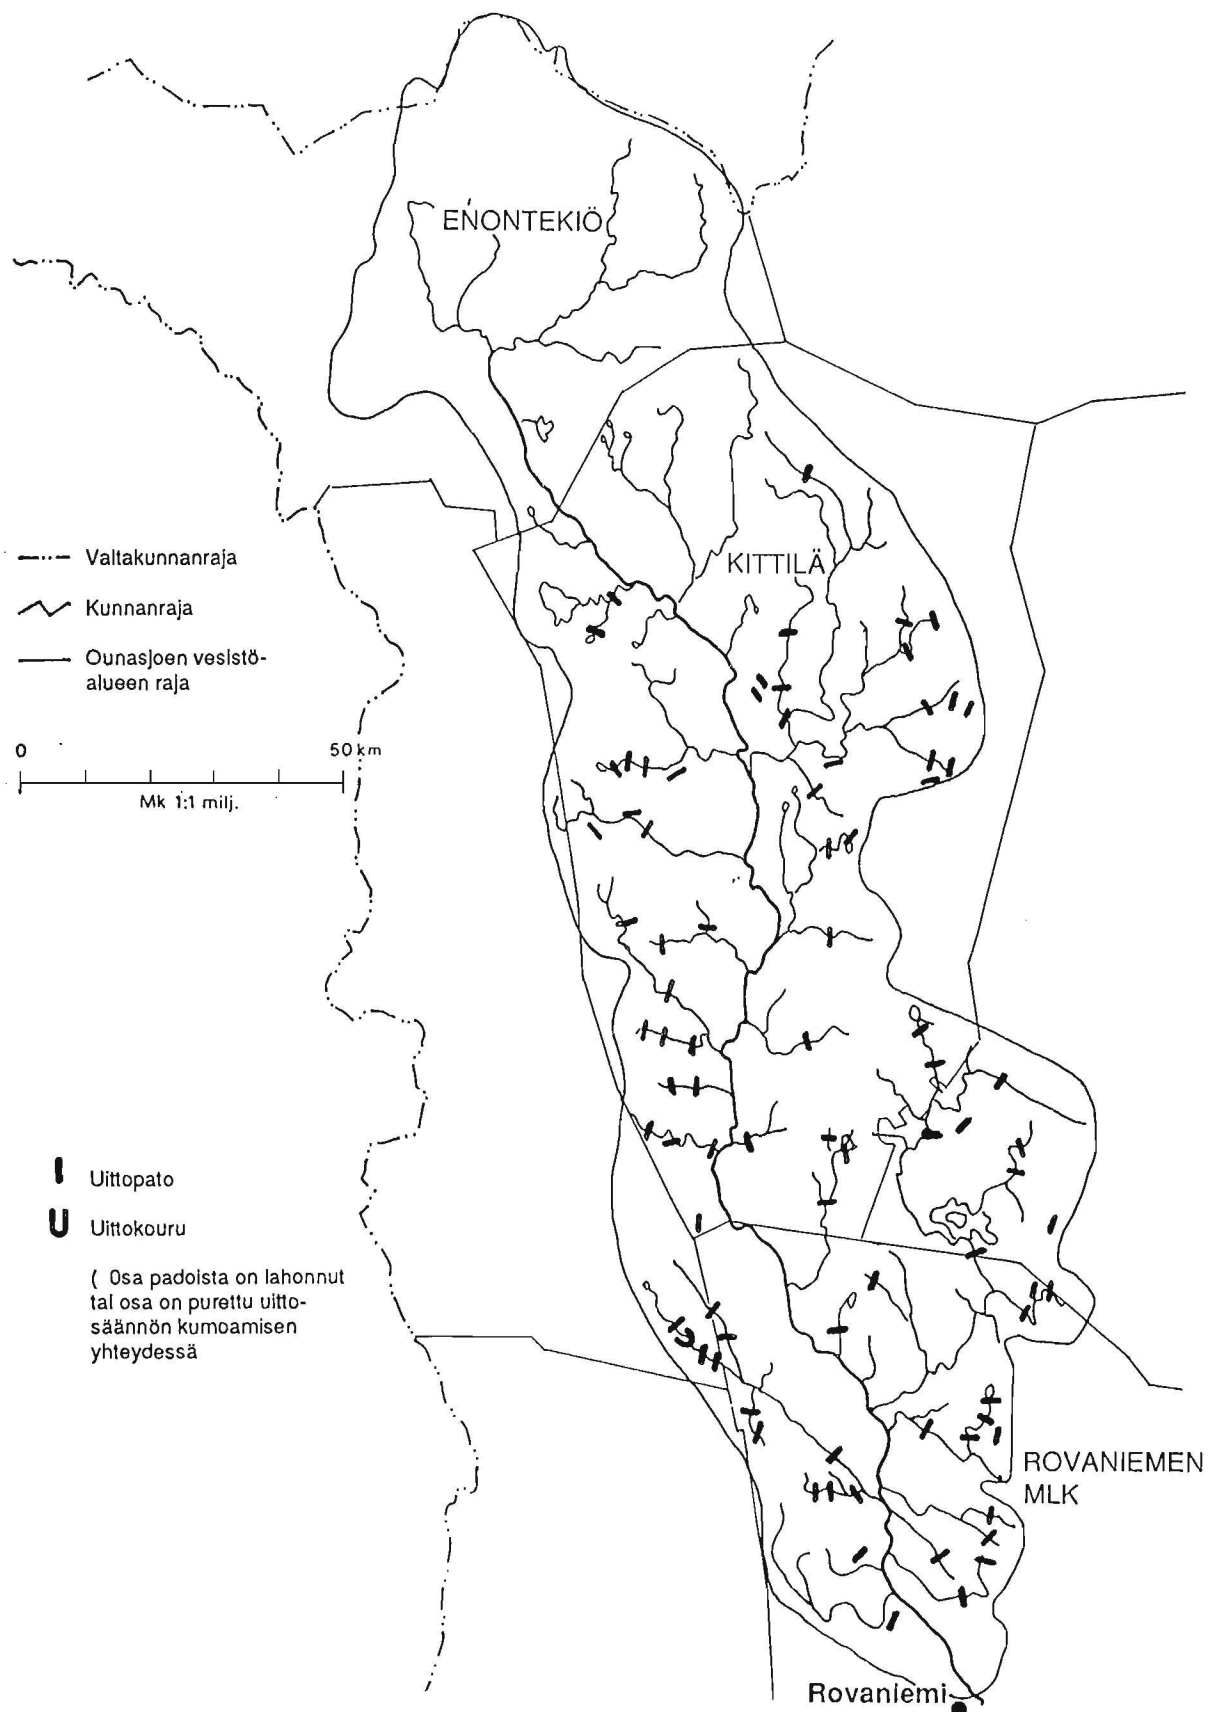 ENONTEKIÖ
KITTILÄ
Valtakunnanraja
Kunnanraja
Ounasjoen vesistö-
alueen raja
0 50 km
Mk 1:1 milj.
Uittopato
Uittokouru
( Osa padoista on lahonnut
tai osa on purettu uitto-
säännön kumoamisen
yhteydessä
ROVANIEMEN
MLK
Rovaniemi